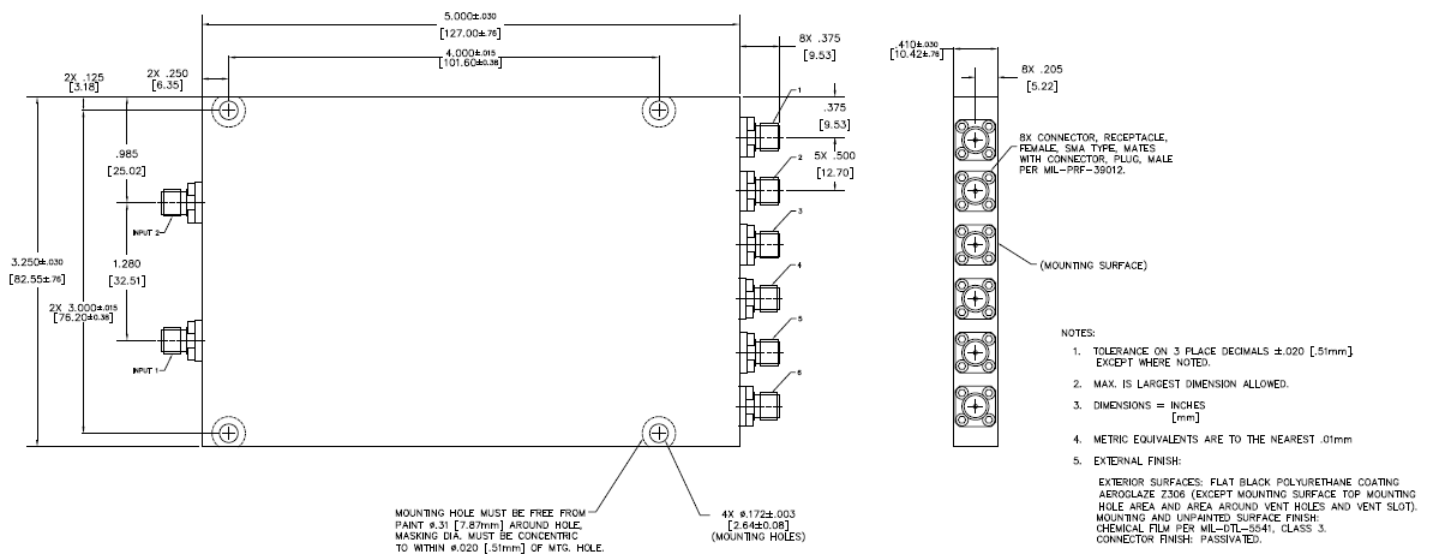 5.000±.030
[127.00±.76]
4.000±.015
[101.60±0.38]
8X .375
[9.53]
2X .250
[6.35]
2X .125
[3.18]
1
.375
[9.53]
5X .500
[12.70]
2
3
4
5
6
.985
[25.02]
INPUT 2
3.250±.030
[82.55±.76]
1.280
[32.51]
2X 3.000±.015
[76.20±0.38]
INPUT 1
MOUNTING HOLE MUST BE FREE FROM
PAINT ø.31 [7.87mm] AROUND HOLE,
MASKING DIA. MUST BE CONCENTRIC
TO WITHIN ø.020 [.51mm] OF MTG. HOLE.
4X ø.172±.003
[2.64±0.08]
(MOUNTING HOLES)
.410±.030
[10.42±.76]
8X .205
[5.22]
8X CONNECTOR, RECEPTACLE,
FEMALE, SMA TYPE, MATES
WITH CONNECTOR, PLUG, MALE
PER MIL-PRF-39012.
(MOUNTING SURFACE)
NOTES:
1. TOLERANCE ON 3 PLACE DECIMALS ±.020 [.51mm]
EXCEPT WHERE NOTED.
2. MAX. IS LARGEST DIMENSION ALLOWED.
3. DIMENSIONS = INCHES
[mm]
4. METRIC EQUIVALENTS ARE TO THE NEAREST .01mm
5. EXTERNAL FINISH:
EXTERIOR SURFACES: FLAT BLACK POLYURETHANE COATING
AEROGLAZE Z306 (EXCEPT MOUNTING SURFACE TOP MOUNTING
HOLE AREA AND AREA AROUND VENT HOLES AND VENT SLOT).
MOUNTING AND UNPAINTED SURFACE FINISH:
CHEMICAL FILM PER MIL-DTL-5541, CLASS 3.
CONNECTOR FINISH: PASSIVATED.